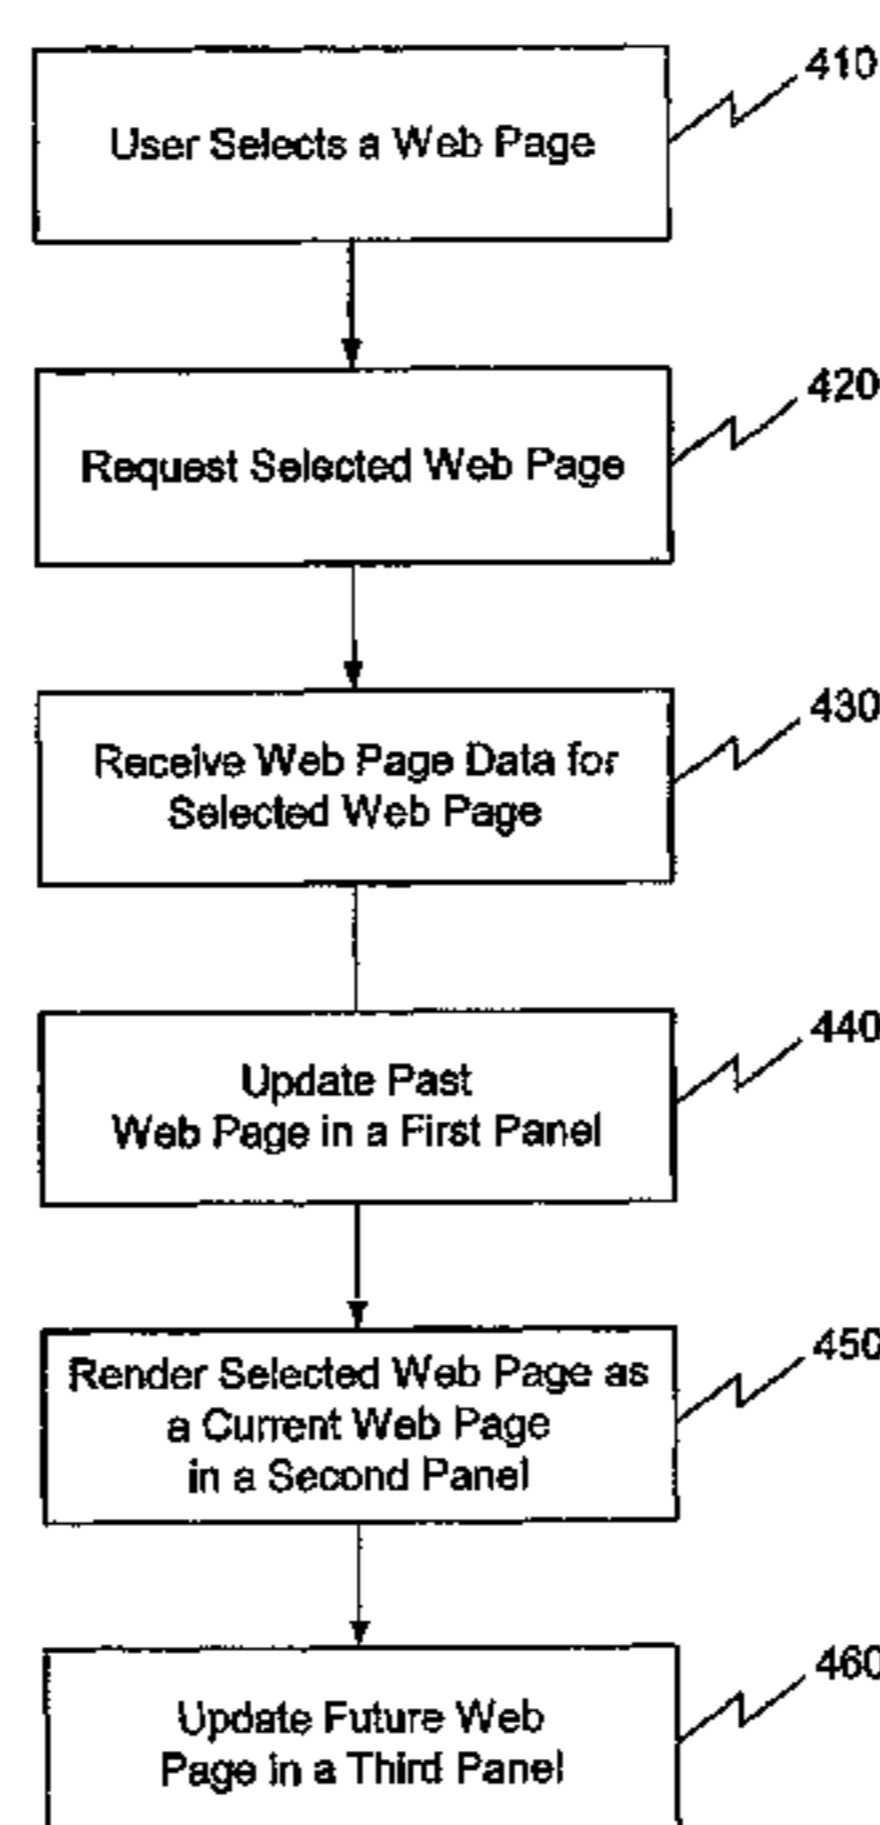 410
User Selects a Web Page
420
Request Selected Web Page
430
Receive Web Page Data for
Selected Web Page
440
Update Past
Web Page in a First Panel
450
Render Selected Web Page as
a Current Web Page
in a Second Panel
460
Update Future Web
Page in a Third Panel